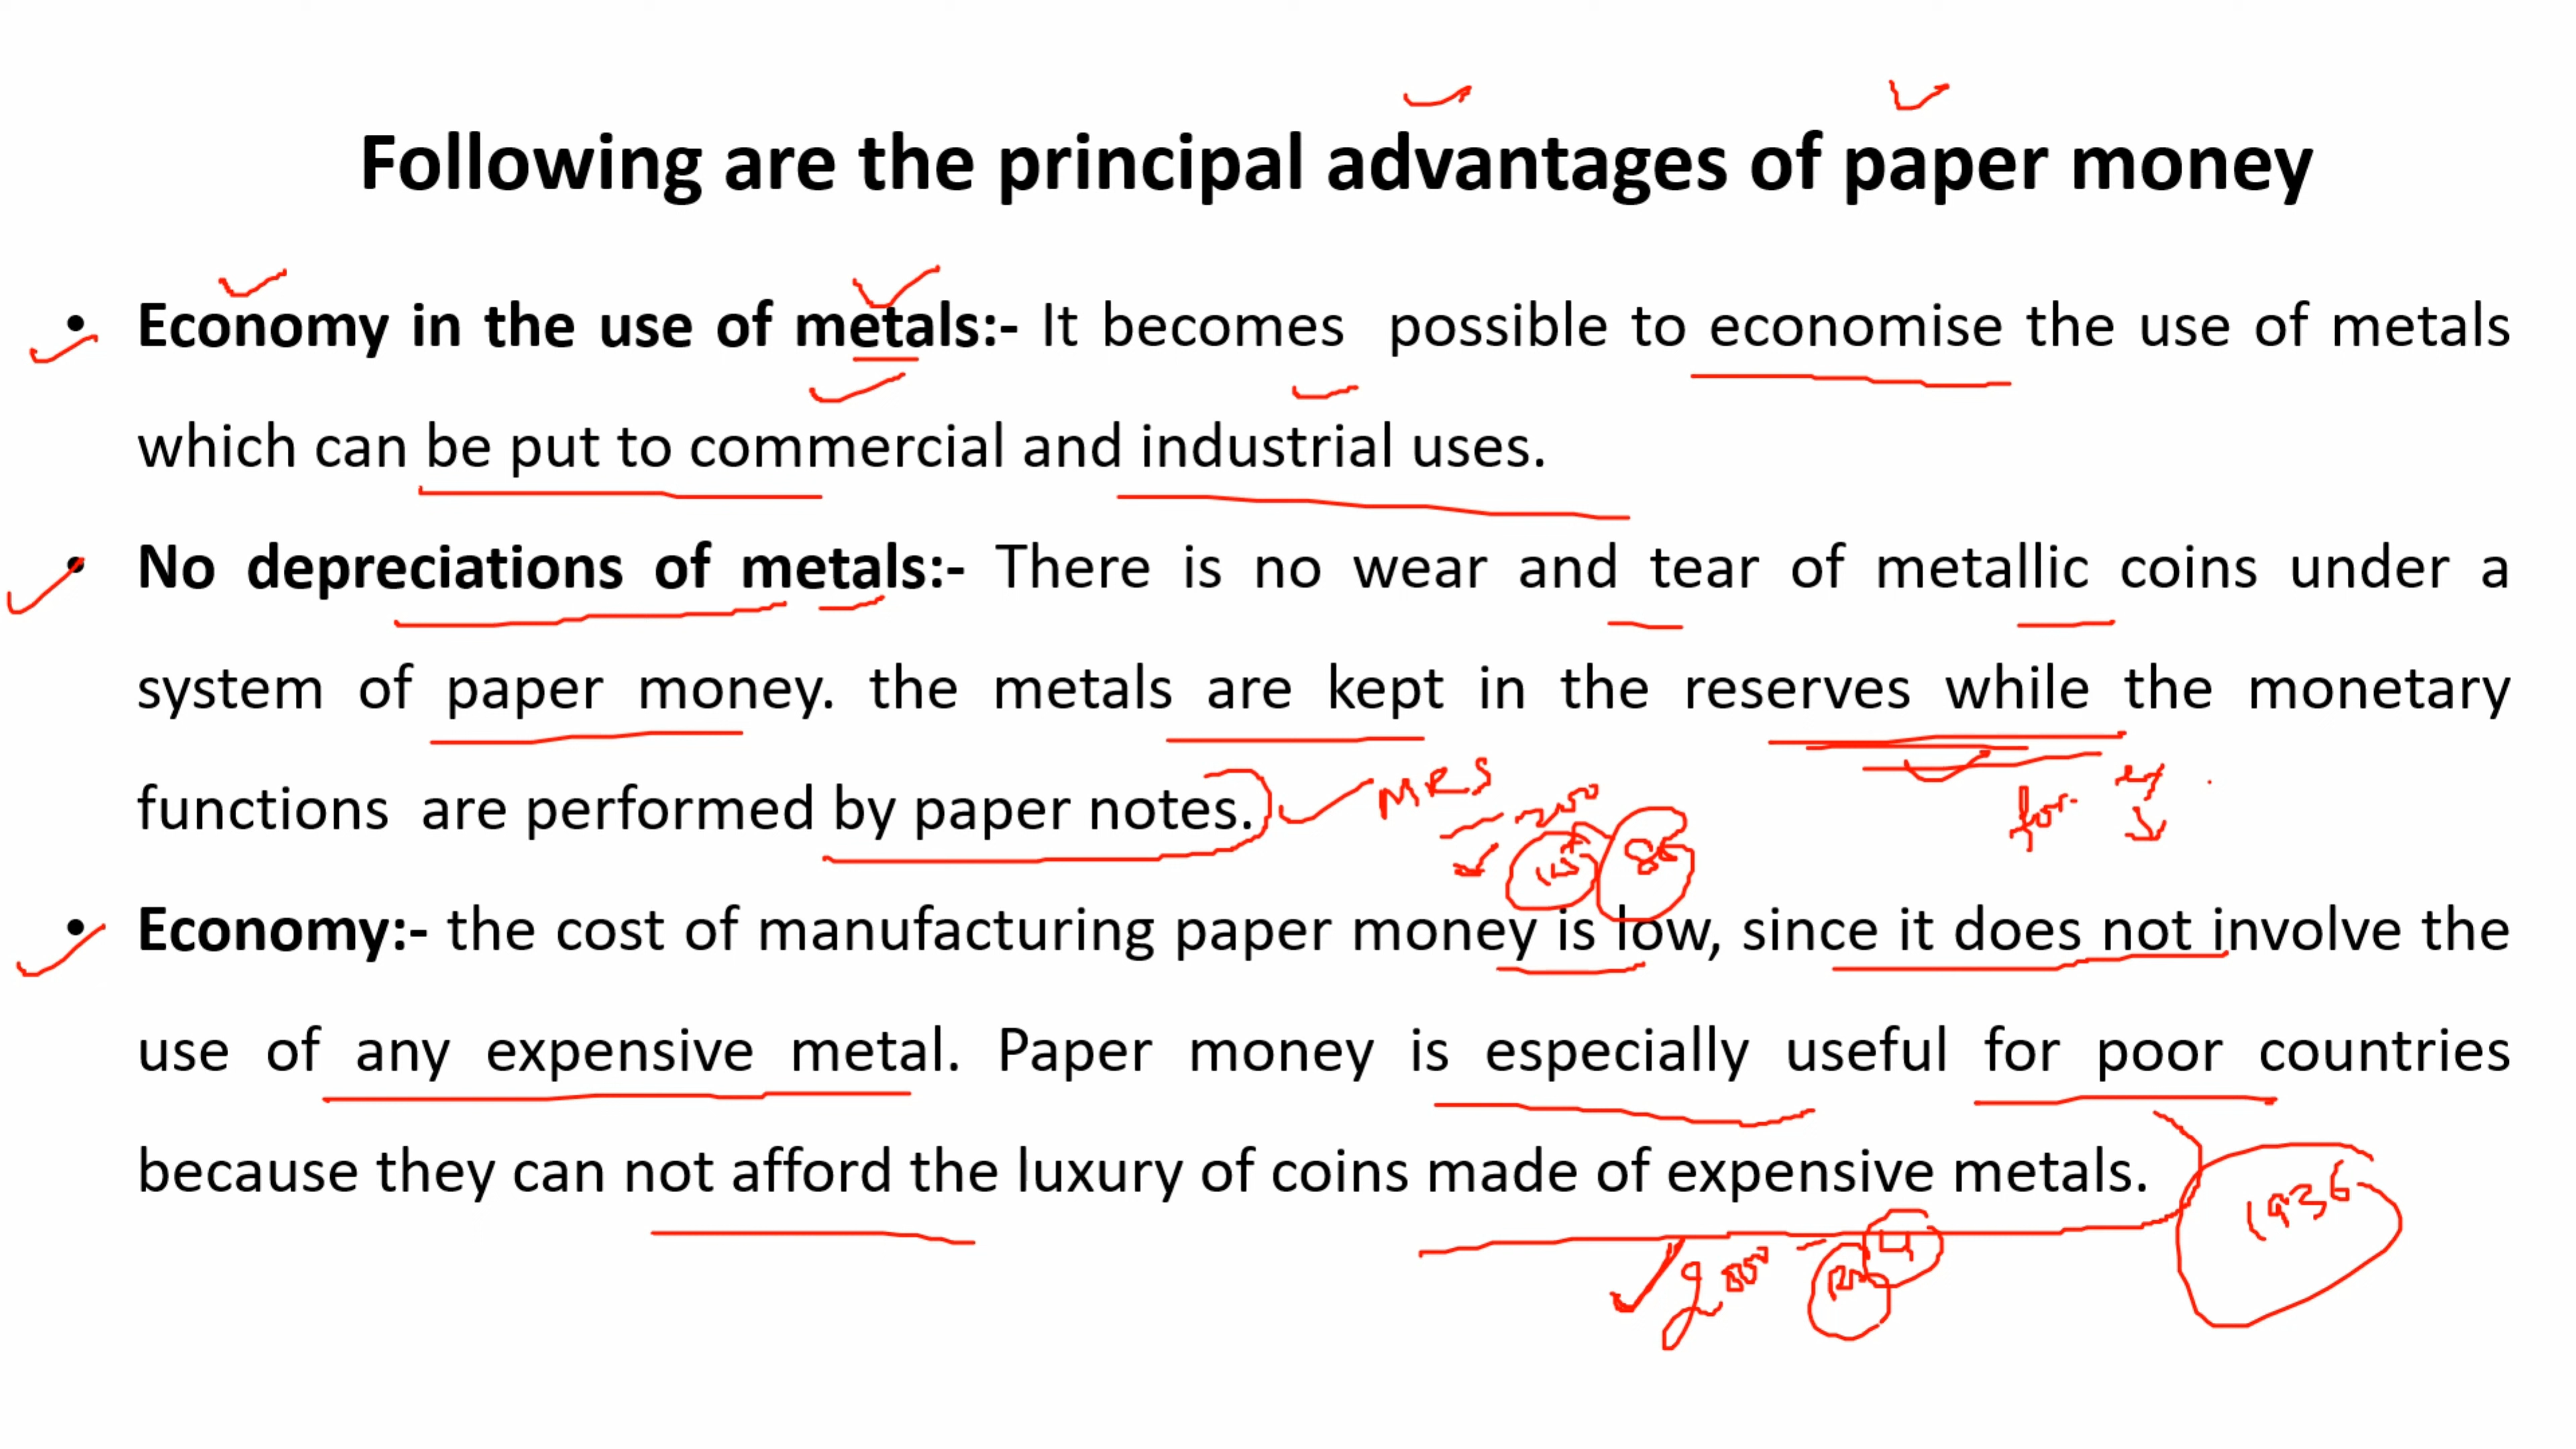 Following are the principal advantages of paper money
• Economy in the use of metals:- It becomes possible to economise the use of metals
which can be put to commercial and industrial uses.
• No depreciations of metals:- There is no wear and tear of metallic coins under a
system of paper money. the metals are kept in the reserves while the monetary
functions are performed by paper notes.
MRS
for
• Economy:- the cost of manufacturing paper money is low, since it does not involve the
use of any expensive metal. Paper money is especially useful for poor countries
because they can not afford the luxury of coins made of expensive metals.
1936